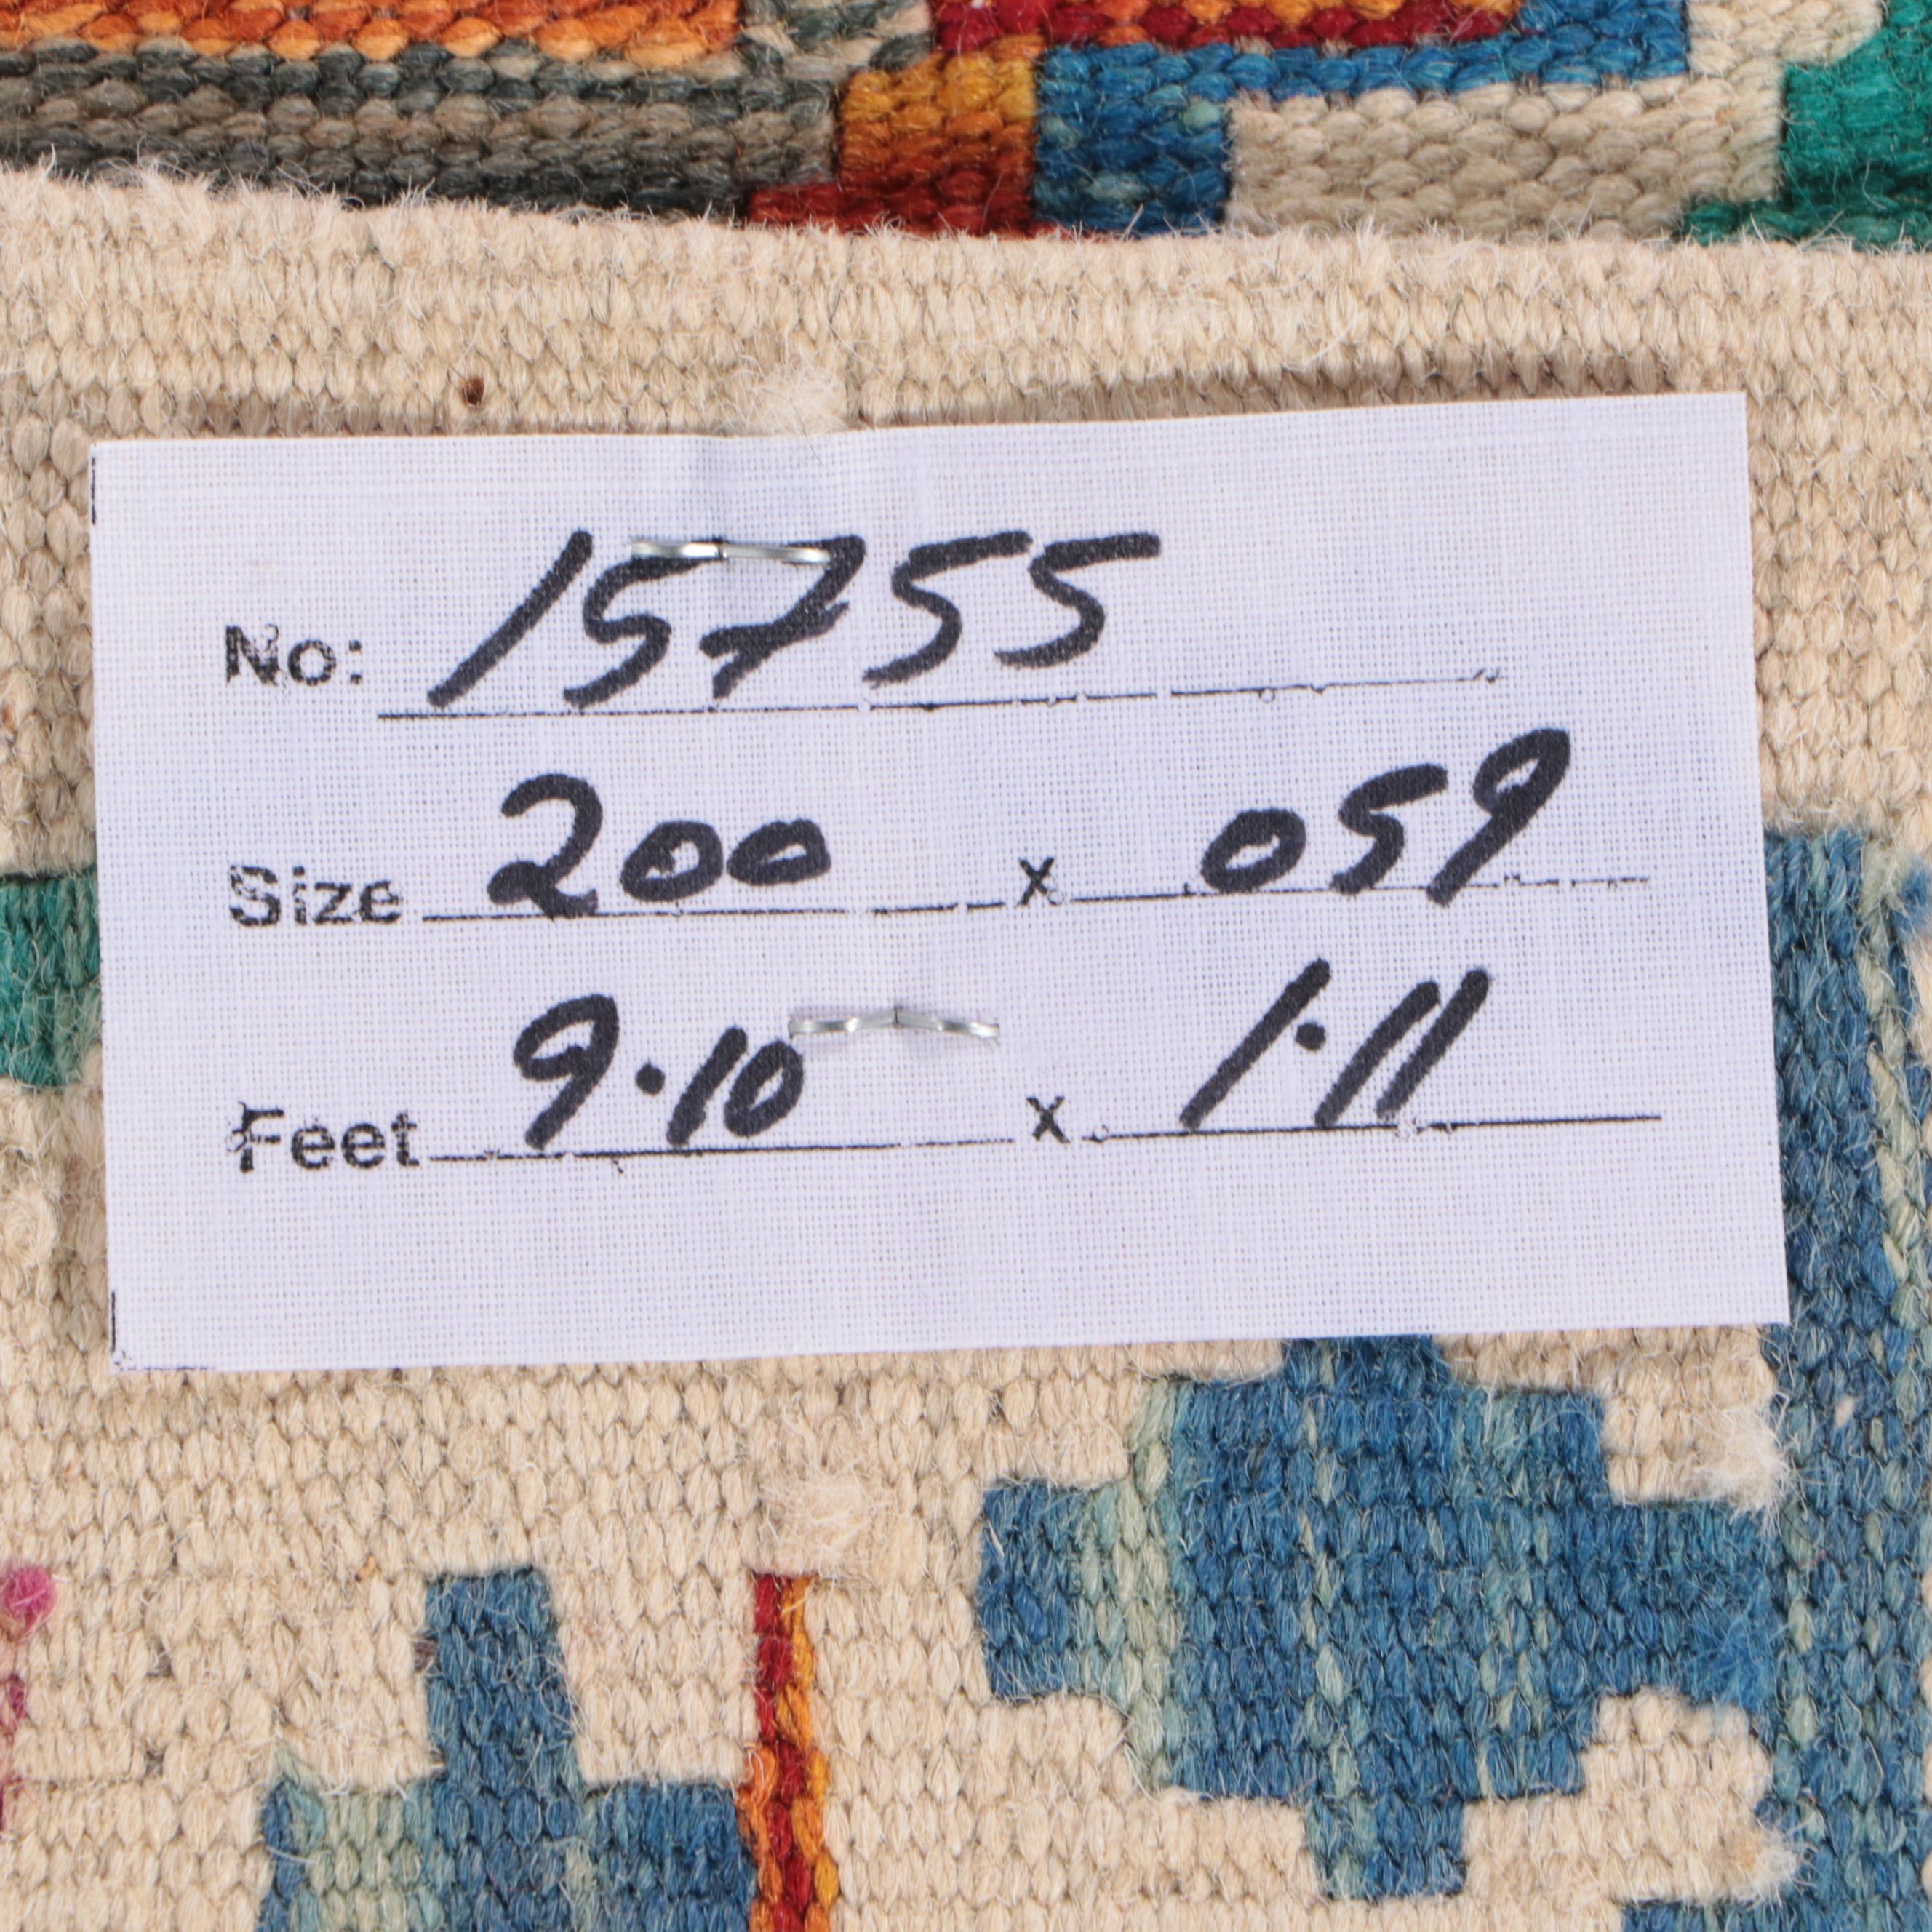 No: 15755
Size 200 x 059
Feet 9.10 x 1.11